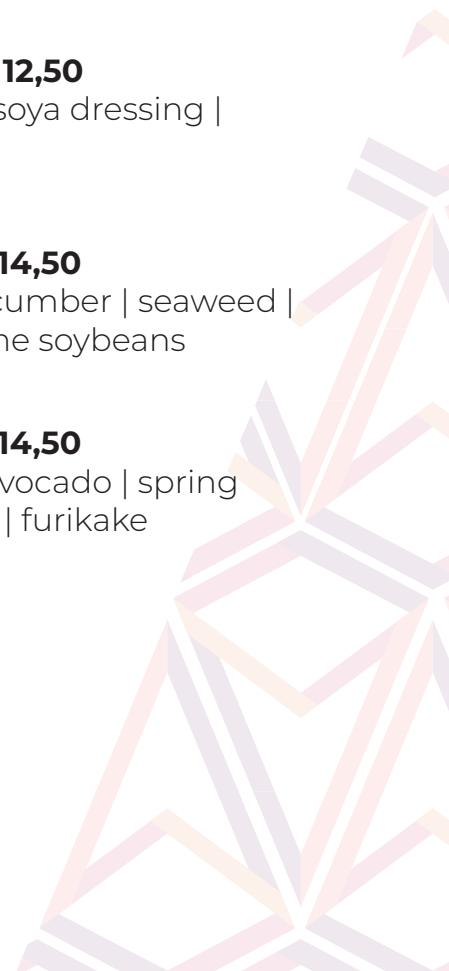 12,50
soya dressing |
14,50
cumber | seaweed |
ne soybeans
14,50
vocado | spring
| furikake